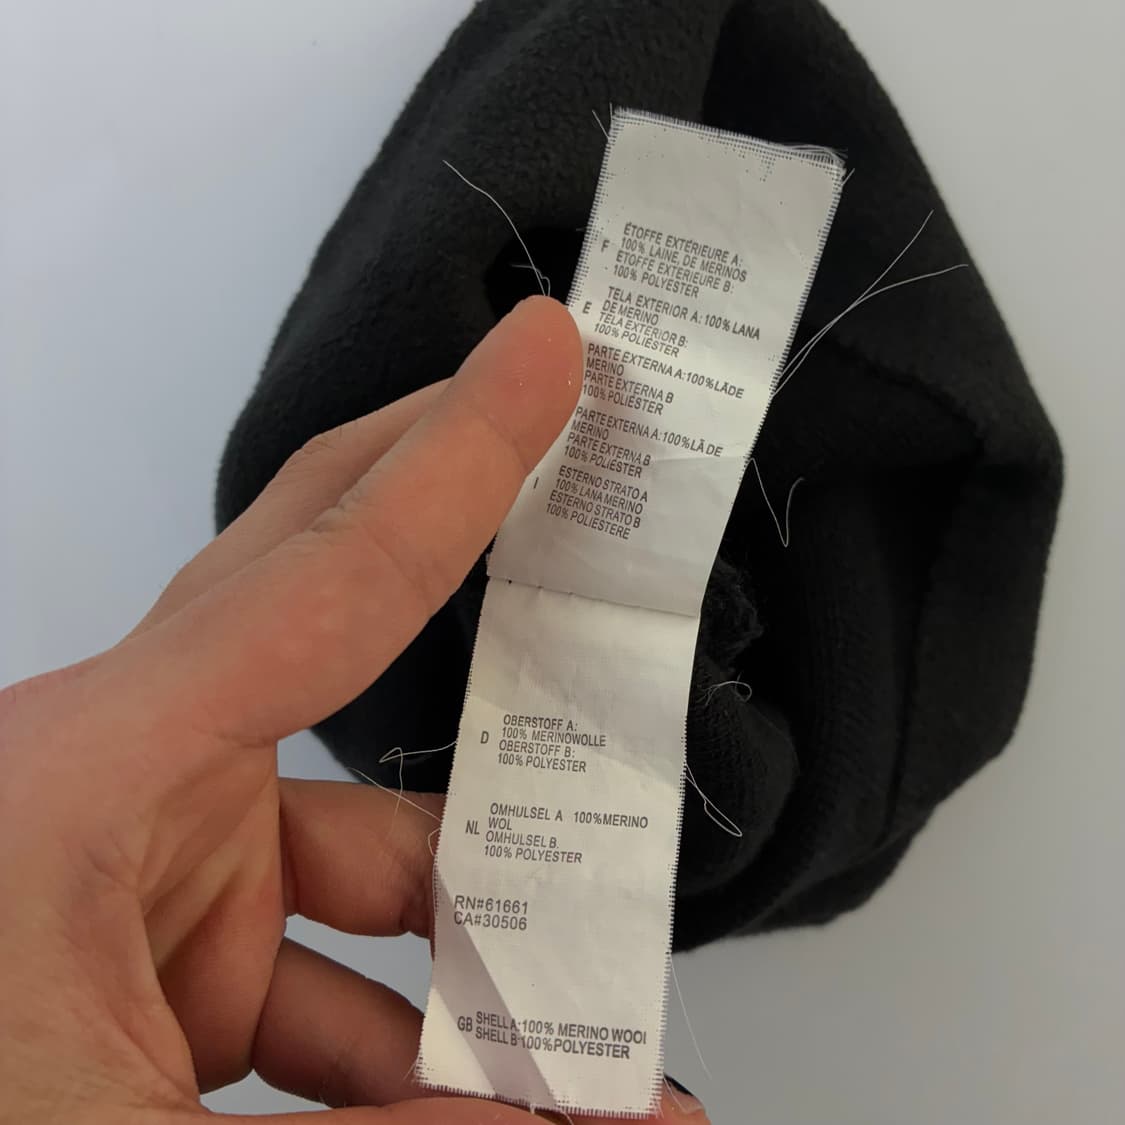 F
ÉTOFFE EXTÉRIEURE A:
100% LAINE, DE MERINOS
ÉTOFFE EXTÉRIEURE B:
100% POLYESTER
E
TELA EXTERIOR A: 100% LANA
DE MERINO
TELA EXTERIOR B:
100% POLIÉSTER
PARTE EXTERNA A: 100% LÃ DE
MERINO
PARTE EXTERNA B
100% POLIÉSTER
PARTE EXTERNA A: 100% LÃ DE
MERINO
PARTE EXTERNA B
100% POLIÉSTER
I
ESTERNO STRATO A
100% LANA MERINO
ESTERNO STRATO B
100% POLIESTERE
D
OBERSTOFF A:
100% MERINOWOLLE
OBERSTOFF B:
100% POLYESTER
NL
OMHULSEL A 100% MERINO
WOL
OMHULSEL B.
100% POLYESTER
RN#61661
CA#30506
GB
SHELL A: 100% MERINO WOOl
SHELL B: 100% POLYESTER